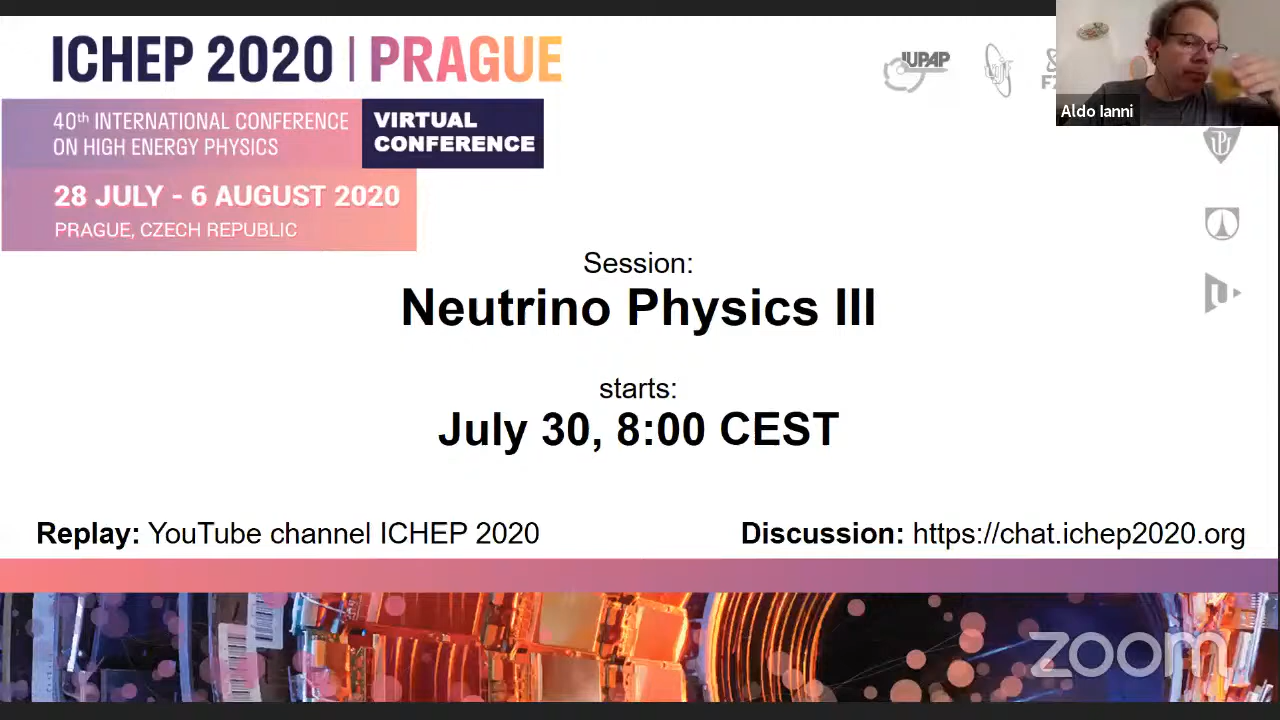 ICHEP 2020 | PRAGUE
IUPAP
Aldo Ianni
40th INTERNATIONAL CONFERENCE
ON HIGH ENERGY PHYSICS
VIRTUAL
CONFERENCE
28 JULY - 6 AUGUST 2020
PRAGUE, CZECH REPUBLIC
Session:
Neutrino Physics III
starts:
July 30, 8:00 CEST
Replay: YouTube channel ICHEP 2020
Discussion: https://chat.ichep2020.org
zoom